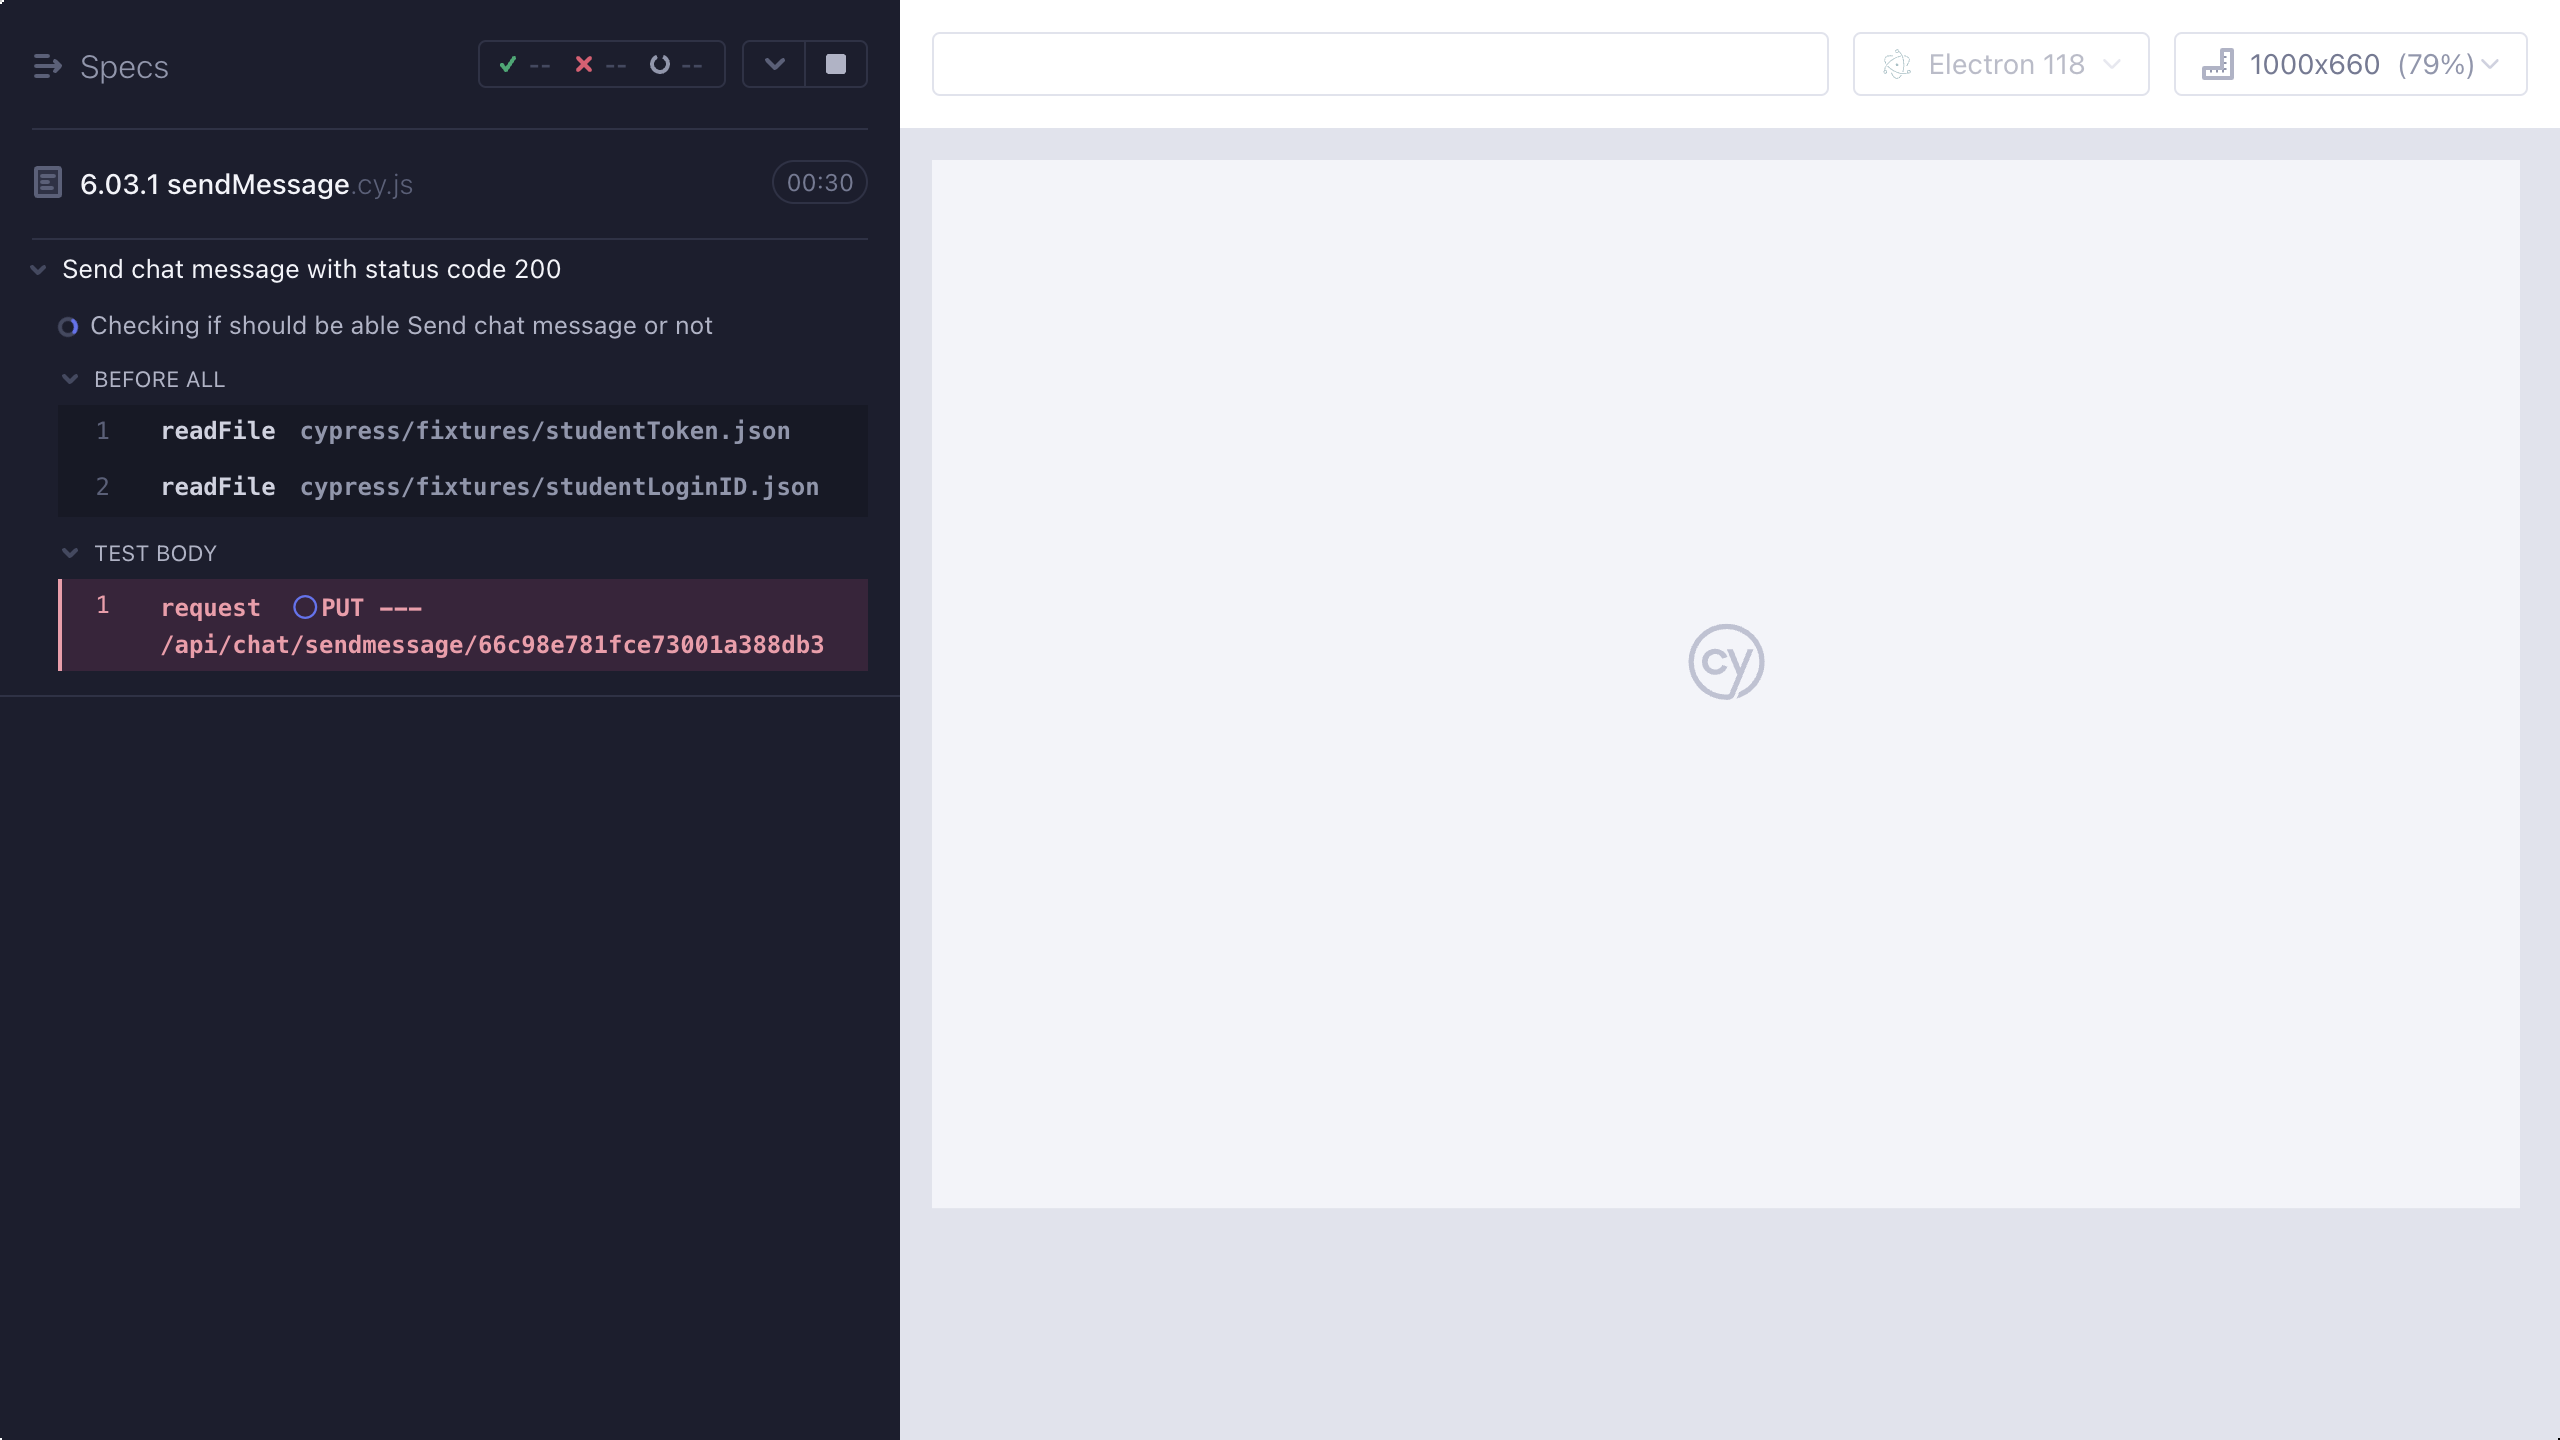 Specs
-- -- --
6.03.1 sendMessage.cy.js
00:30
Send chat message with status code 200
Checking if should be able Send chat message or not
BEFORE ALL
1 readFile cypress/fixtures/studentToken.json
2 readFile cypress/fixtures/studentLoginID.json
TEST BODY
1 request PUT ---
/api/chat/sendmessage/66c98e781fce73001a388db3
Electron 118
1000x660 (79%)
cy